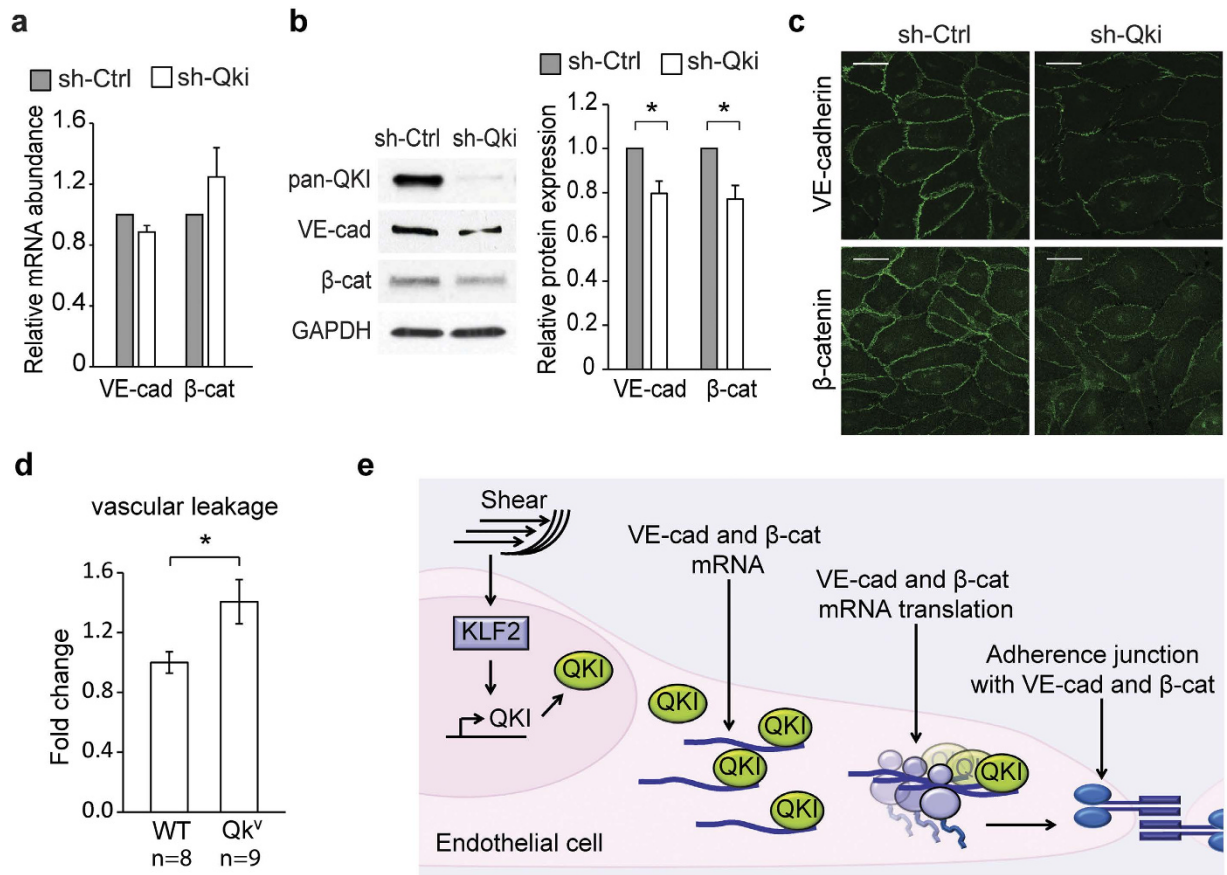 a
sh-Ctrl sh-Qki
Relative mRNA abundance
1.6
1.2
0.8
0.4
0
VE-cad β-cat
b
sh-Ctrl sh-Qki
pan-QKI
VE-cad
β-cat
GAPDH
sh-Ctrl sh-Qki
Relative protein expression
1.2
1.0
0.8
0.6
0.4
0.2
0
* *
VE-cad β-cat
c
sh-Ctrl sh-Qki
VE-cadherin
β-catenin
d
vascular leakage
*
Fold change
1.6
1.2
0.8
0.4
0.0
WT Qkᵛ
n=8 n=9
e
Shear
KLF2
QKI
QKI
VE-cad and β-cat
mRNA
QKI
QKI
QKI
QKI
VE-cad and β-cat
mRNA translation
QKI
Adherence junction
with VE-cad and β-cat
Endothelial cell